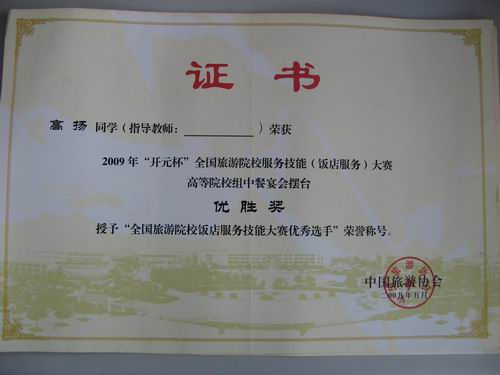 证书
高扬 同学（指导教师：________）荣获
2009年“开元杯”全国旅游院校服务技能（饭店服务）大赛
高等院校组中餐宴会摆台
优胜奖
授予“全国旅游院校饭店服务技能大赛优秀选手”荣誉称号。
中国旅游协会
00九年五月